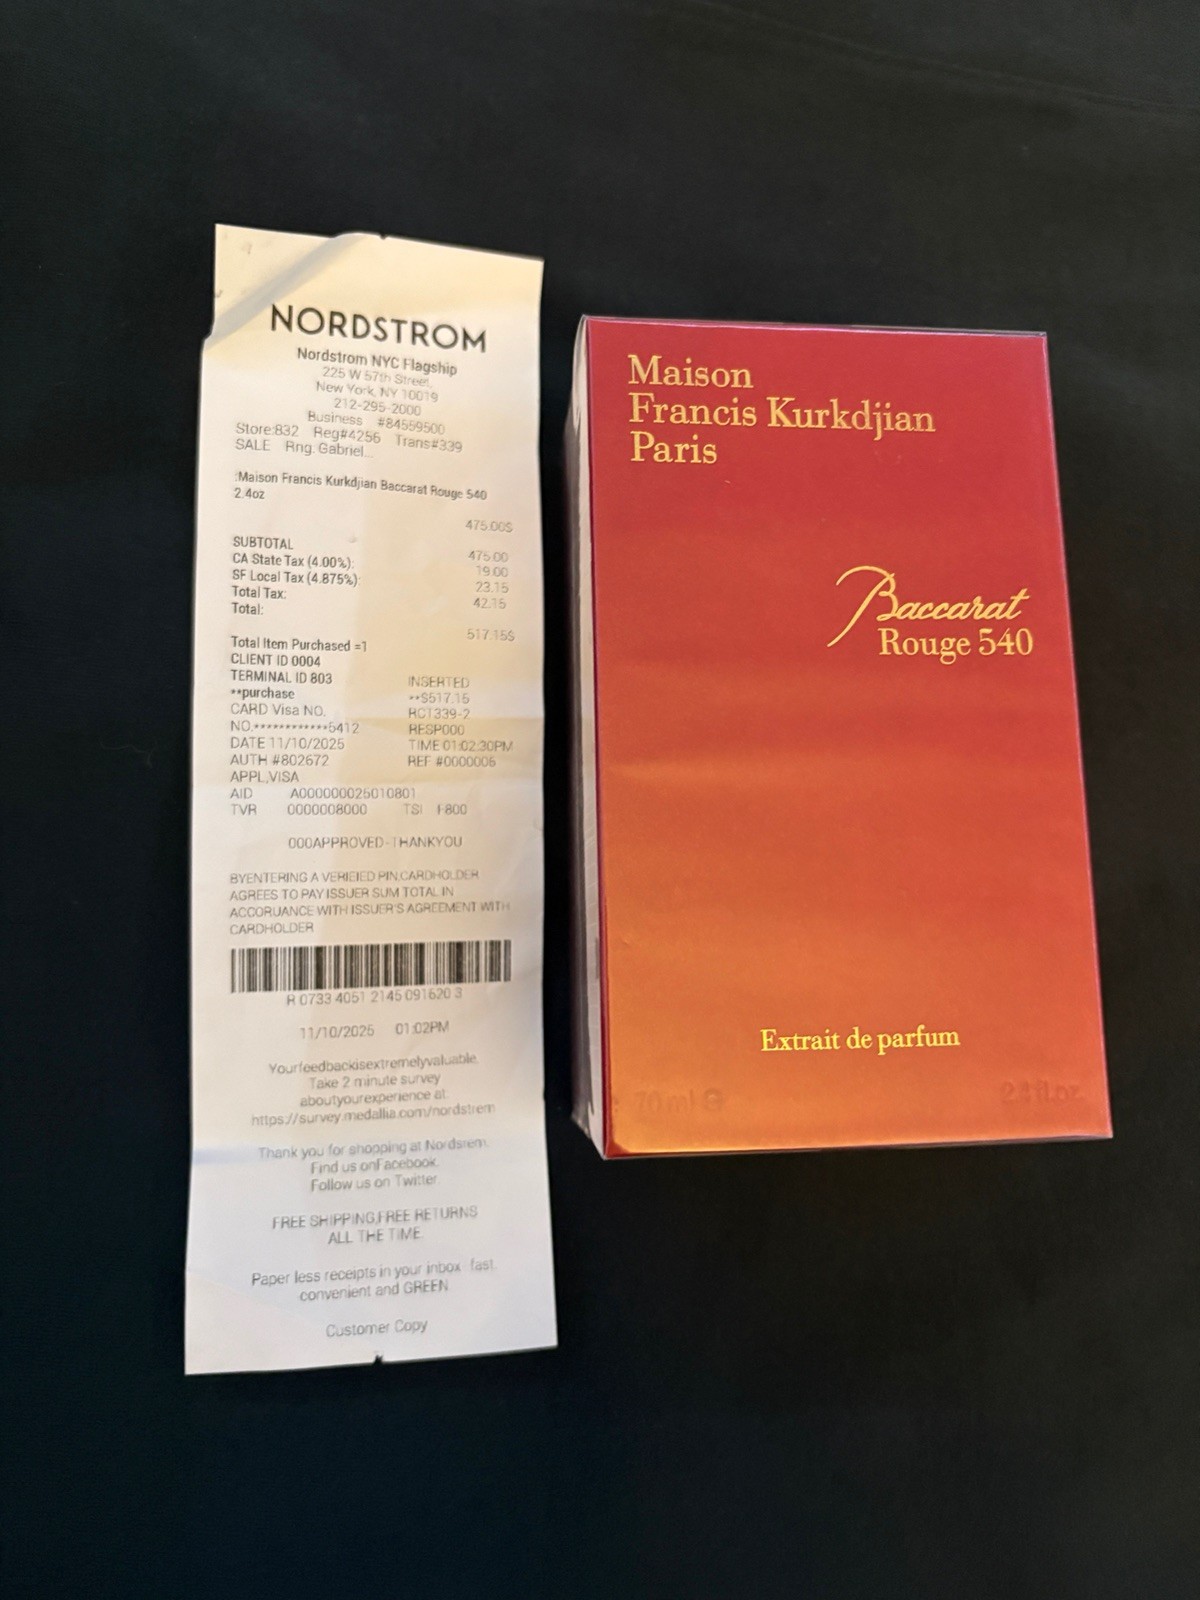 NORDSTROM
Nordstrom NYC Flagship
225 W 57th Street,
New York, NY 10019
212-295-2000
Business #84559500
Store:832 Reg#4256 Trans#339
SALE Rng. Gabriel...
:Maison Francis Kurkdjian Baccarat Rouge 540
2.4oz
475.00$
SUBTOTAL 475.00
CA State Tax (4.00%): 19.00
SF Local Tax (4.875%): 23.15
Total Tax: 42.15
Total: 517.15$
Total Item Purchased =1
CLIENT ID 0004
TERMINAL ID 803 INSERTED
**purchase **$517.15
CARD Visa NO. RCT339-2
NO.************5412 RESP000
DATE 11/10/2025 TIME 01:02:30PM
AUTH #802672 REF #0000006
APPL,VISA
AID A000000025010801
TVR 0000008000 TSI F800
000APPROVED-THANKYOU
BYENTERING A VERIEIED PIN,CARDHOLDER
AGREES TO PAY ISSUER SUM TOTAL IN
ACCORUANCE WITH ISSUER'S AGREEMENT WITH
CARDHOLDER
R 0733 4051 2145 091620 3
11/10/2025 01:02PM
Yourfeedbackisextremelyvaluable.
Take 2 minute survey
aboutyourexperience at.
https://survey.medallia.com/nordstrem
Thank you for shopping at Nordsrem.
Find us onFacebook.
Follow us on Twitter.
FREE SHIPPING,FREE RETURNS
ALL THE TIME.
Paper less receipts in your inbox fast.
convenient and GREEN
Customer Copy
Maison
Francis Kurkdjian
Paris
Baccarat
Rouge 540
Extrait de parfum
70 ml e 2.4 fl.oz.